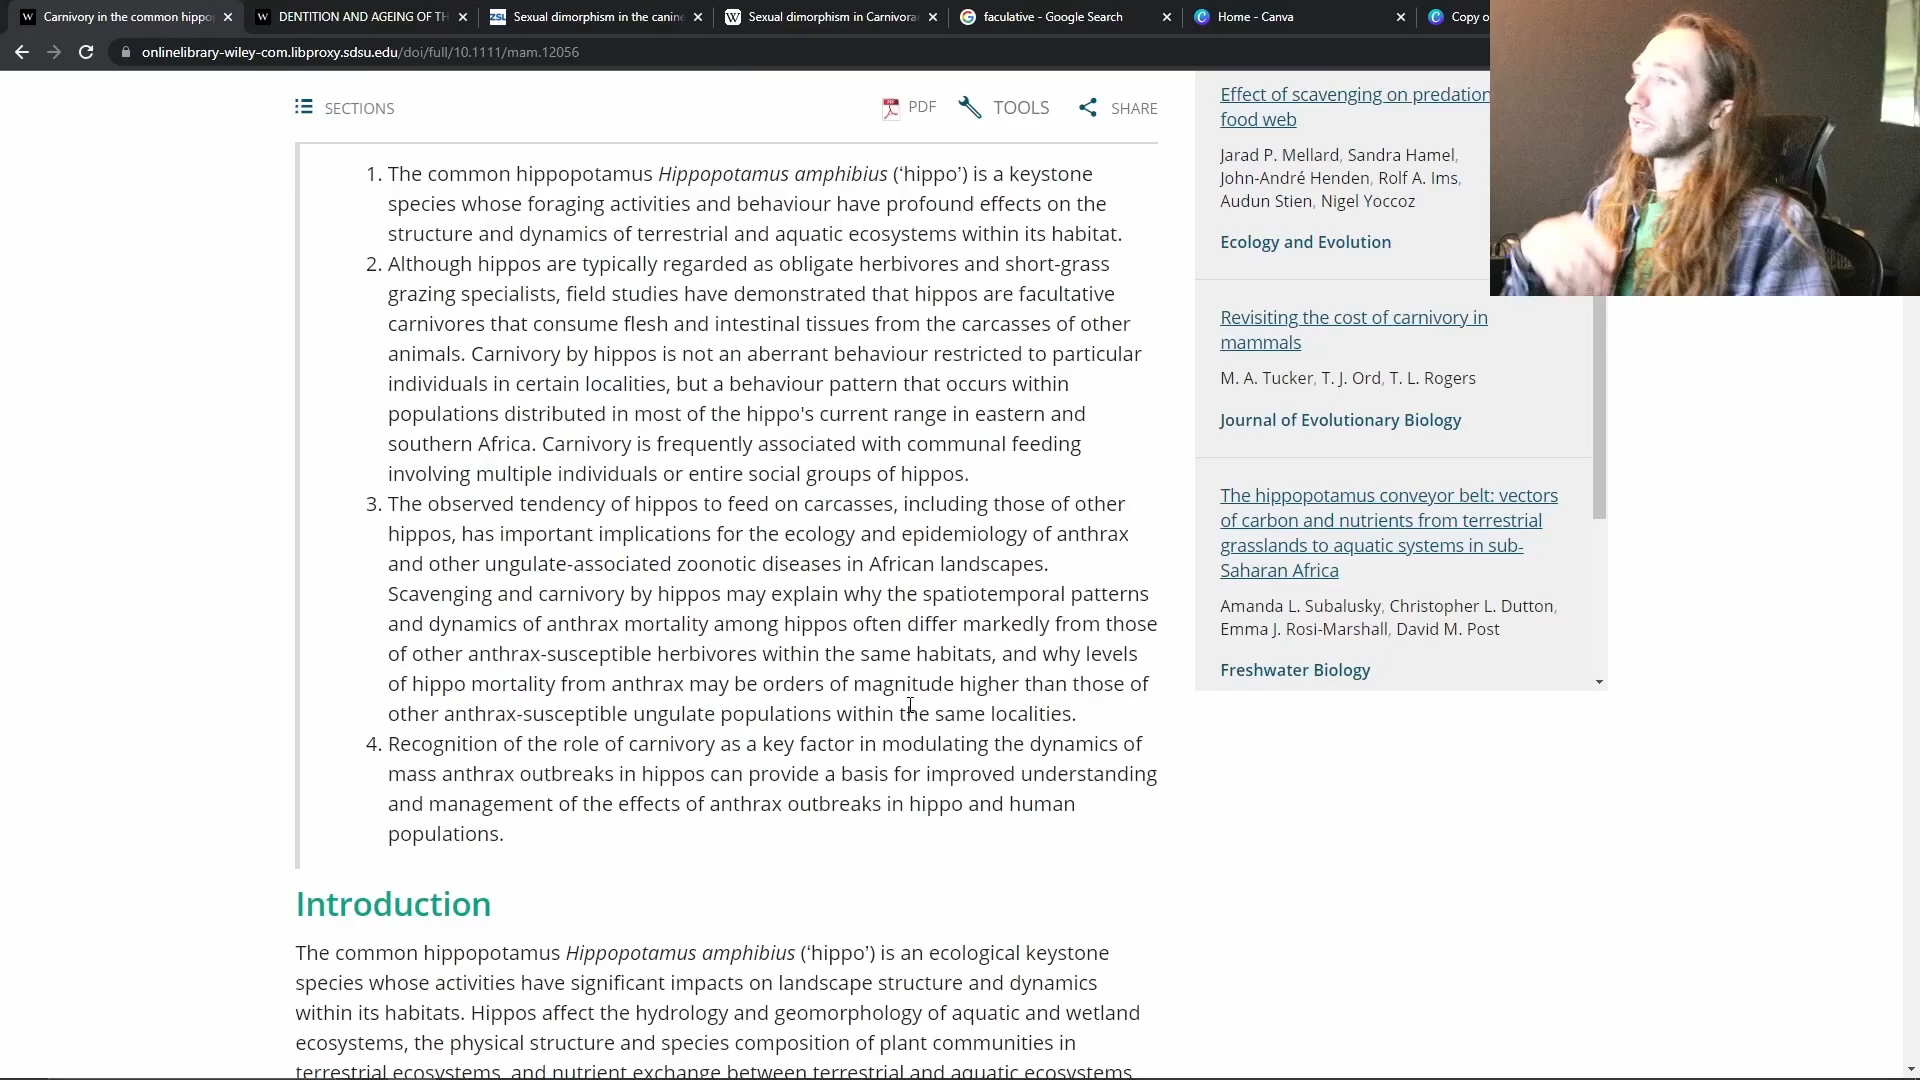 Carnivory in the common hippo
DENTITION AND AGEING OF TH
Sexual dimorphism in the canine
Sexual dimorphism in Carnivora
faculative - Google Search
Home - Canva
Copy o
onlinelibrary-wiley-com.libproxy.sdsu.edu/doi/full/10.1111/mam.12056
SECTIONS
PDF
TOOLS
SHARE
1. The common hippopotamus Hippopotamus amphibius (‘hippo’) is a keystone
species whose foraging activities and behaviour have profound effects on the
structure and dynamics of terrestrial and aquatic ecosystems within its habitat.
2. Although hippos are typically regarded as obligate herbivores and short-grass
grazing specialists, field studies have demonstrated that hippos are facultative
carnivores that consume flesh and intestinal tissues from the carcasses of other
animals. Carnivory by hippos is not an aberrant behaviour restricted to particular
individuals in certain localities, but a behaviour pattern that occurs within
populations distributed in most of the hippo's current range in eastern and
southern Africa. Carnivory is frequently associated with communal feeding
involving multiple individuals or entire social groups of hippos.
3. The observed tendency of hippos to feed on carcasses, including those of other
hippos, has important implications for the ecology and epidemiology of anthrax
and other ungulate-associated zoonotic diseases in African landscapes.
Scavenging and carnivory by hippos may explain why the spatiotemporal patterns
and dynamics of anthrax mortality among hippos often differ markedly from those
of other anthrax-susceptible herbivores within the same habitats, and why levels
of hippo mortality from anthrax may be orders of magnitude higher than those of
other anthrax-susceptible ungulate populations within the same localities.
4. Recognition of the role of carnivory as a key factor in modulating the dynamics of
mass anthrax outbreaks in hippos can provide a basis for improved understanding
and management of the effects of anthrax outbreaks in hippo and human
populations.
Introduction
The common hippopotamus Hippopotamus amphibius (‘hippo’) is an ecological keystone
species whose activities have significant impacts on landscape structure and dynamics
within its habitats. Hippos affect the hydrology and geomorphology of aquatic and wetland
ecosystems, the physical structure and species composition of plant communities in
terrestrial ecosystems, and nutrient exchange between terrestrial and aquatic ecosystems
Effect of scavenging on predation
food web
Jarad P. Mellard, Sandra Hamel,
John-André Henden, Rolf A. Ims,
Audun Stien, Nigel Yoccoz
Ecology and Evolution
Revisiting the cost of carnivory in
mammals
M. A. Tucker, T. J. Ord, T. L. Rogers
Journal of Evolutionary Biology
The hippopotamus conveyor belt: vectors
of carbon and nutrients from terrestrial
grasslands to aquatic systems in sub-
Saharan Africa
Amanda L. Subalusky, Christopher L. Dutton,
Emma J. Rosi-Marshall, David M. Post
Freshwater Biology